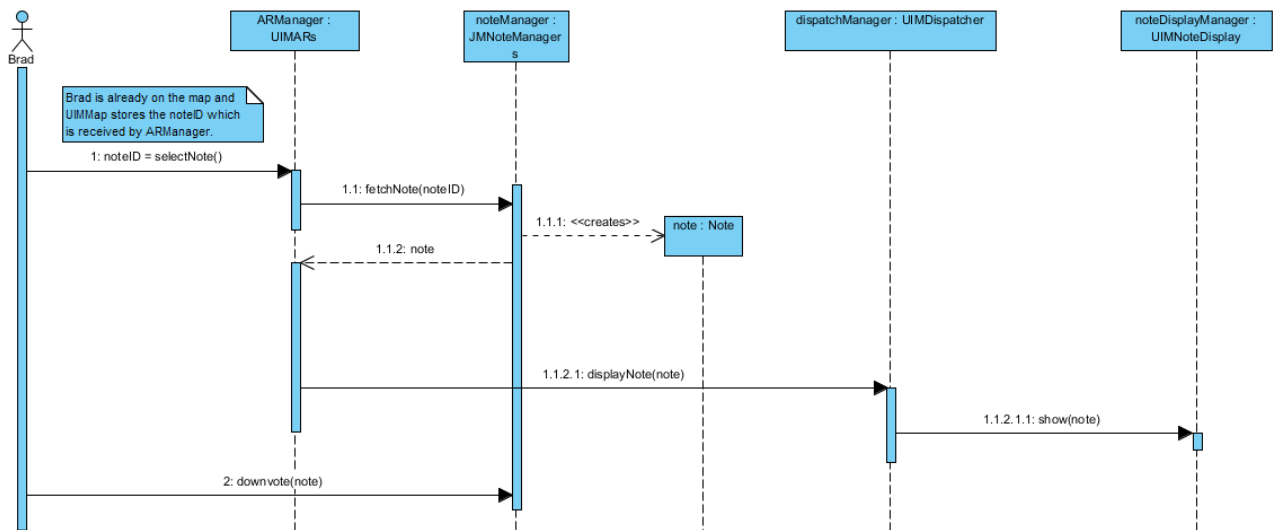 ARManager :
UIMARs
noteManager :
JMNoteManager
s
dispatchManager : UIMDispatcher
noteDisplayManager :
UIMNoteDisplay
Brad
Brad is already on the map and
UIMMap stores the noteID which
is received by ARManager.
1: noteID = selectNote()
1.1: fetchNote(noteID)
1.1.1: <<creates>>
note : Note
1.1.2: note
1.1.2.1: displayNote(note)
1.1.2.1.1: show(note)
2: downvote(note)